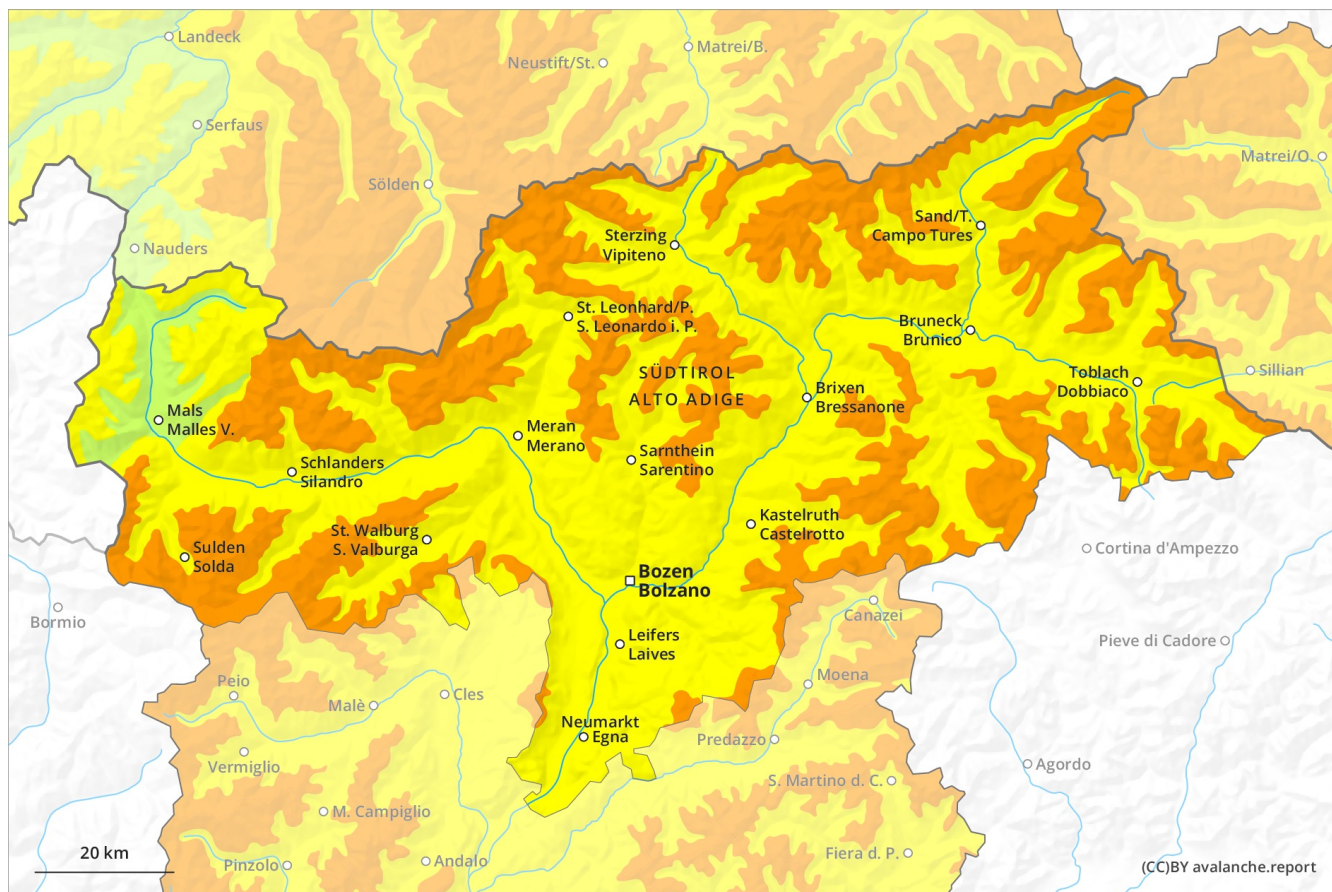 Landeck
Matrei/B.
Neustift/St.
Serfaus
Matrei/O.
Sölden
Sand/T.
Campo Tures
Sterzing
Vipiteno
Nauders
St. Leonhard/P.
S. Leonardo i. P.
Bruneck
Brunico
SÜDTIROL
ALTO ADIGE
Toblach
Dobbiaco
Sillian
Brixen
Bressanone
Mals
Malles V.
Meran
Merano
Schlanders
Silandro
Sarnthein
Sarentino
Kastelruth
Castelrotto
St. Walburg
S. Valburga
Sulden
Solda
Cortina d'Ampezzo
Bozen
Bolzano
Bormio
Canazei
Leifers
Laives
Pieve di Cadore
Peio
Moena
Cles
Malè
Neumarkt
Egna
Predazzo
Vermiglio
Agordo
S. Martino d. C.
M. Campiglio
20 km
Pinzolo
Andalo
Fiera d. P.
(CC)BY avalanche.report